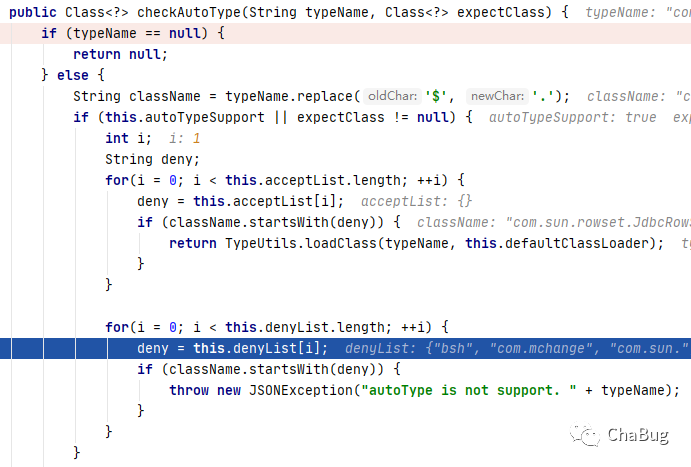 public Class<?> checkAutoType(String typeName, Class<?> expectClass) { typeName: "co
if (typeName == null) {
return null;
} else {
String className = typeName.replace( oldChar: '$', newChar: '.'); className: "c
if (this.autoTypeSupport || expectClass != null) { autoTypeSupport: true exp
int i; i: 1
String deny;
for(i = 0; i < this.acceptList.length; ++i) {
deny = this.acceptList[i]; acceptList: {}
if (className.startsWith(deny)) { className: "com.sun.rowset.JdbcRow
return TypeUtils.loadClass(typeName, this.defaultClassLoader); ty
}
}
for(i = 0; i < this.denyList.length; ++i) {
deny = this.denyList[i]; denyList: {"bsh", "com.mchange", "com.sun."
if (className.startsWith(deny)) {
throw new JSONException("autoType is not support. " + typeName);
}
}
}
ChaBug